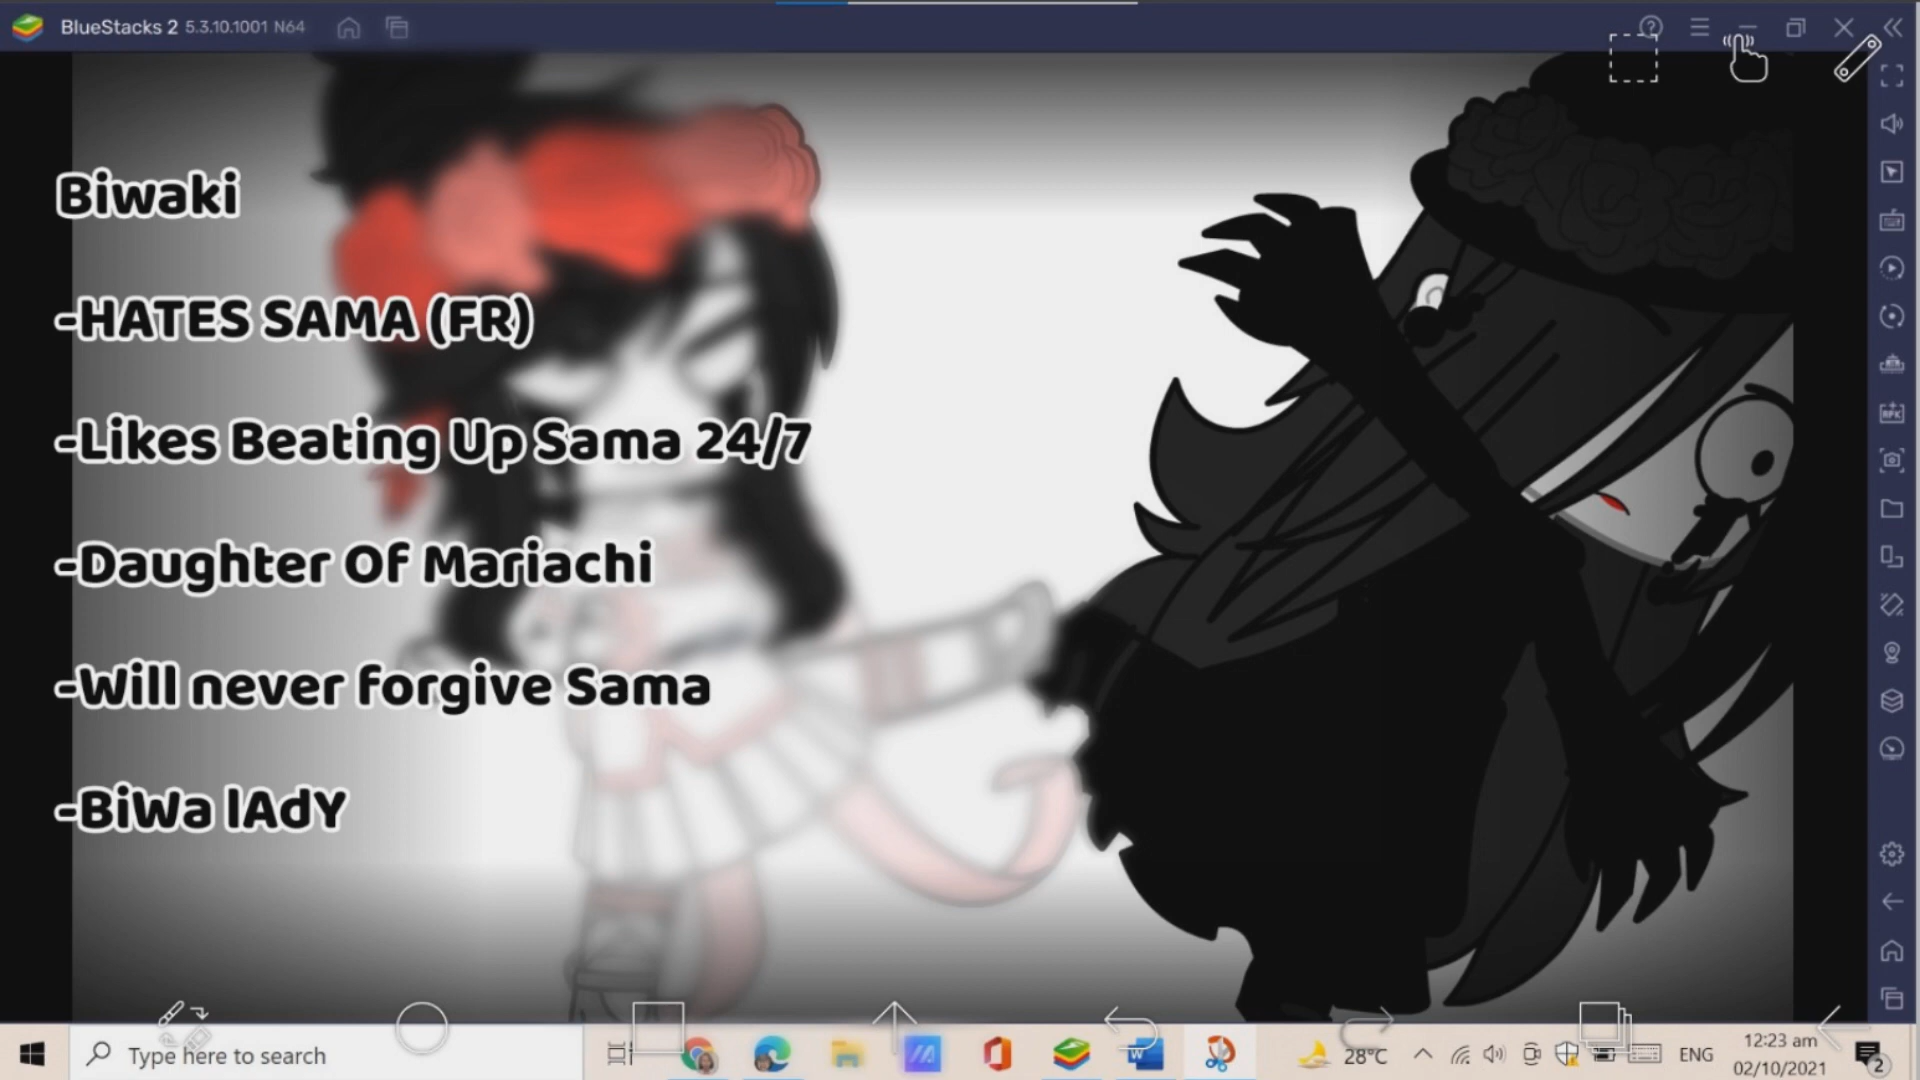 BlueStacks 2 5.3.10.1001 N64
Biwaki
-HATES SAMA (FR)
-Likes Beating Up Sama 24/7
-Daughter Of Mariachi
-Will never forgive Sama
-BiWa lAdY
Type here to search
28°C
ENG
12:23 am
02/10/2021
2